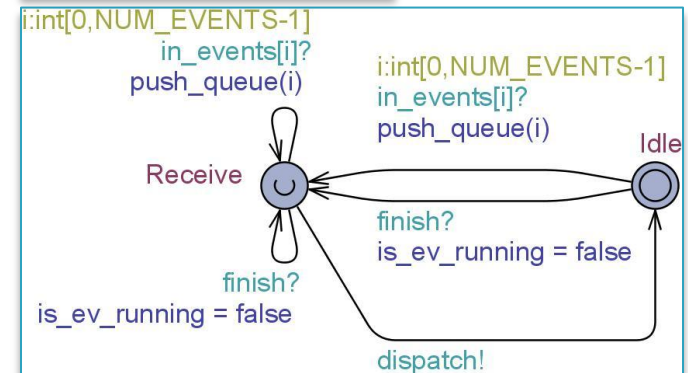 i:int[0,NUM_EVENTS-1]
in_events[i]?
push_queue(i)
i:int[0,NUM_EVENTS-1]
in_events[i]?
push_queue(i)
Idle
Receive
finish?
is_ev_running = false
finish?
is_ev_running = false
dispatch!